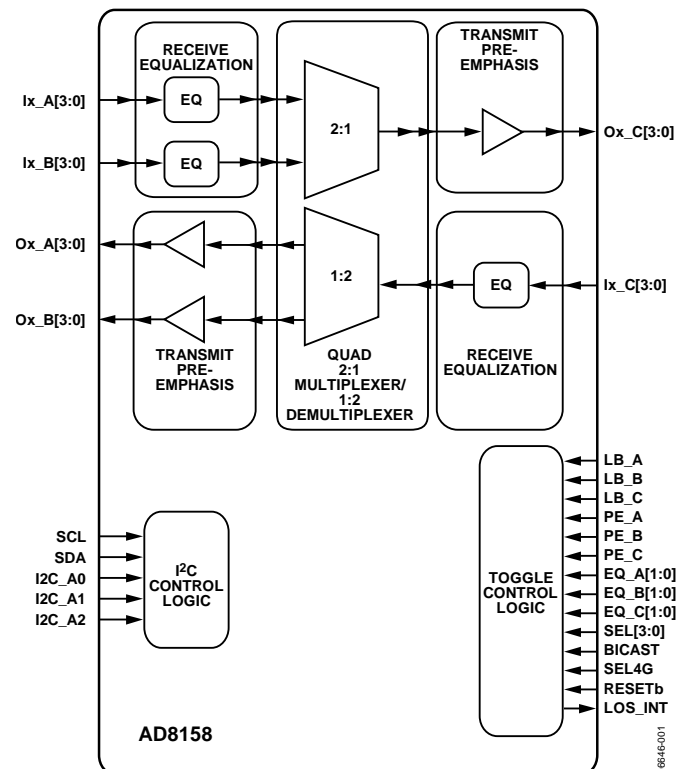 RECEIVE
EQUALIZATION
TRANSMIT
PRE-
EMPHASIS
Ix_A[3:0]
EQ
2:1
Ox_C[3:0]
Ix_B[3:0]
EQ
Ox_A[3:0]
1:2
EQ
Ix_C[3:0]
Ox_B[3:0]
TRANSMIT
PRE-
EMPHASIS
QUAD
2:1
MULTIPLEXER/
1:2
DEMULTIPLEXER
RECEIVE
EQUALIZATION
SCL
SDA
I2C_A0
I2C_A1
I2C_A2
I²C
CONTROL
LOGIC
TOGGLE
CONTROL
LOGIC
LB_A
LB_B
LB_C
PE_A
PE_B
PE_C
EQ_A[1:0]
EQ_B[1:0]
EQ_C[1:0]
SEL[3:0]
BICAST
SEL4G
RESETb
LOS_INT
AD8158
6646-001